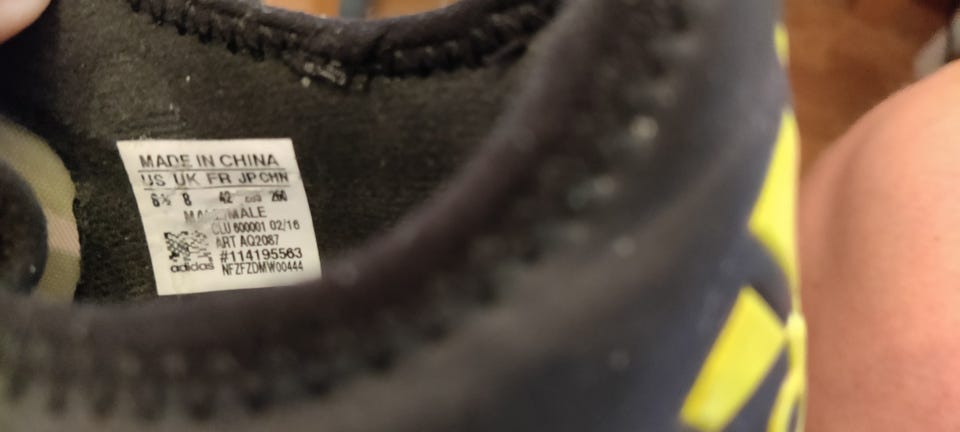 MADE IN CHINA
US UK FR JP CHN
8 42 260
MALE
CLU 600001 02/16
ART AQ2087
#114195563
adidas NFZFZDMW00444